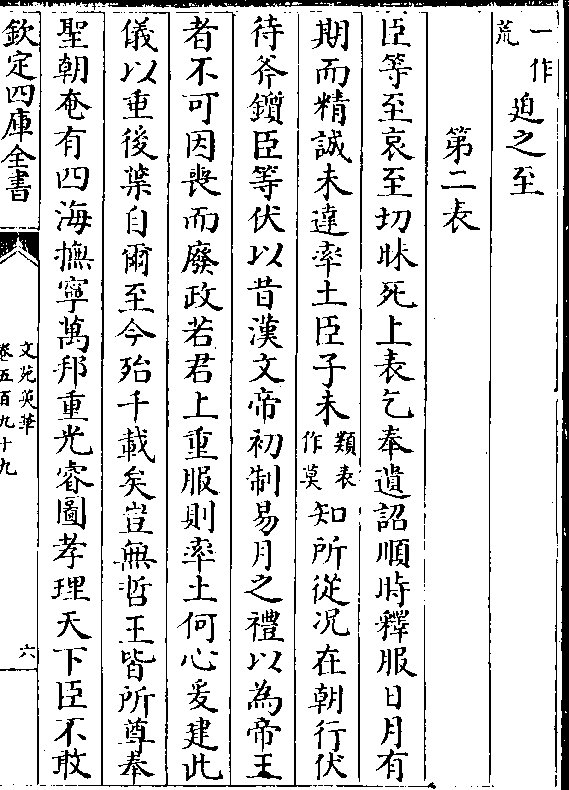 一作
荒
迫之至
第二表
臣等至哀至切昧死上表乞奉遺詔順時釋服日月有
期而精誠未達率土臣子未類表作莫知所從况在朝行伏
待斧鑕臣等伏以昔漢文帝初制易月之禮以為帝王
者不可因喪而廢政若君上重服則率土何心爰建此
儀以重後葉自爾至今殆千載矣豈無哲王皆所尊奉
聖朝奄有四海撫寧萬邦重光睿圖孝理天下臣不敢
欽定四庫全書
文苑英華
卷五百九十九
六